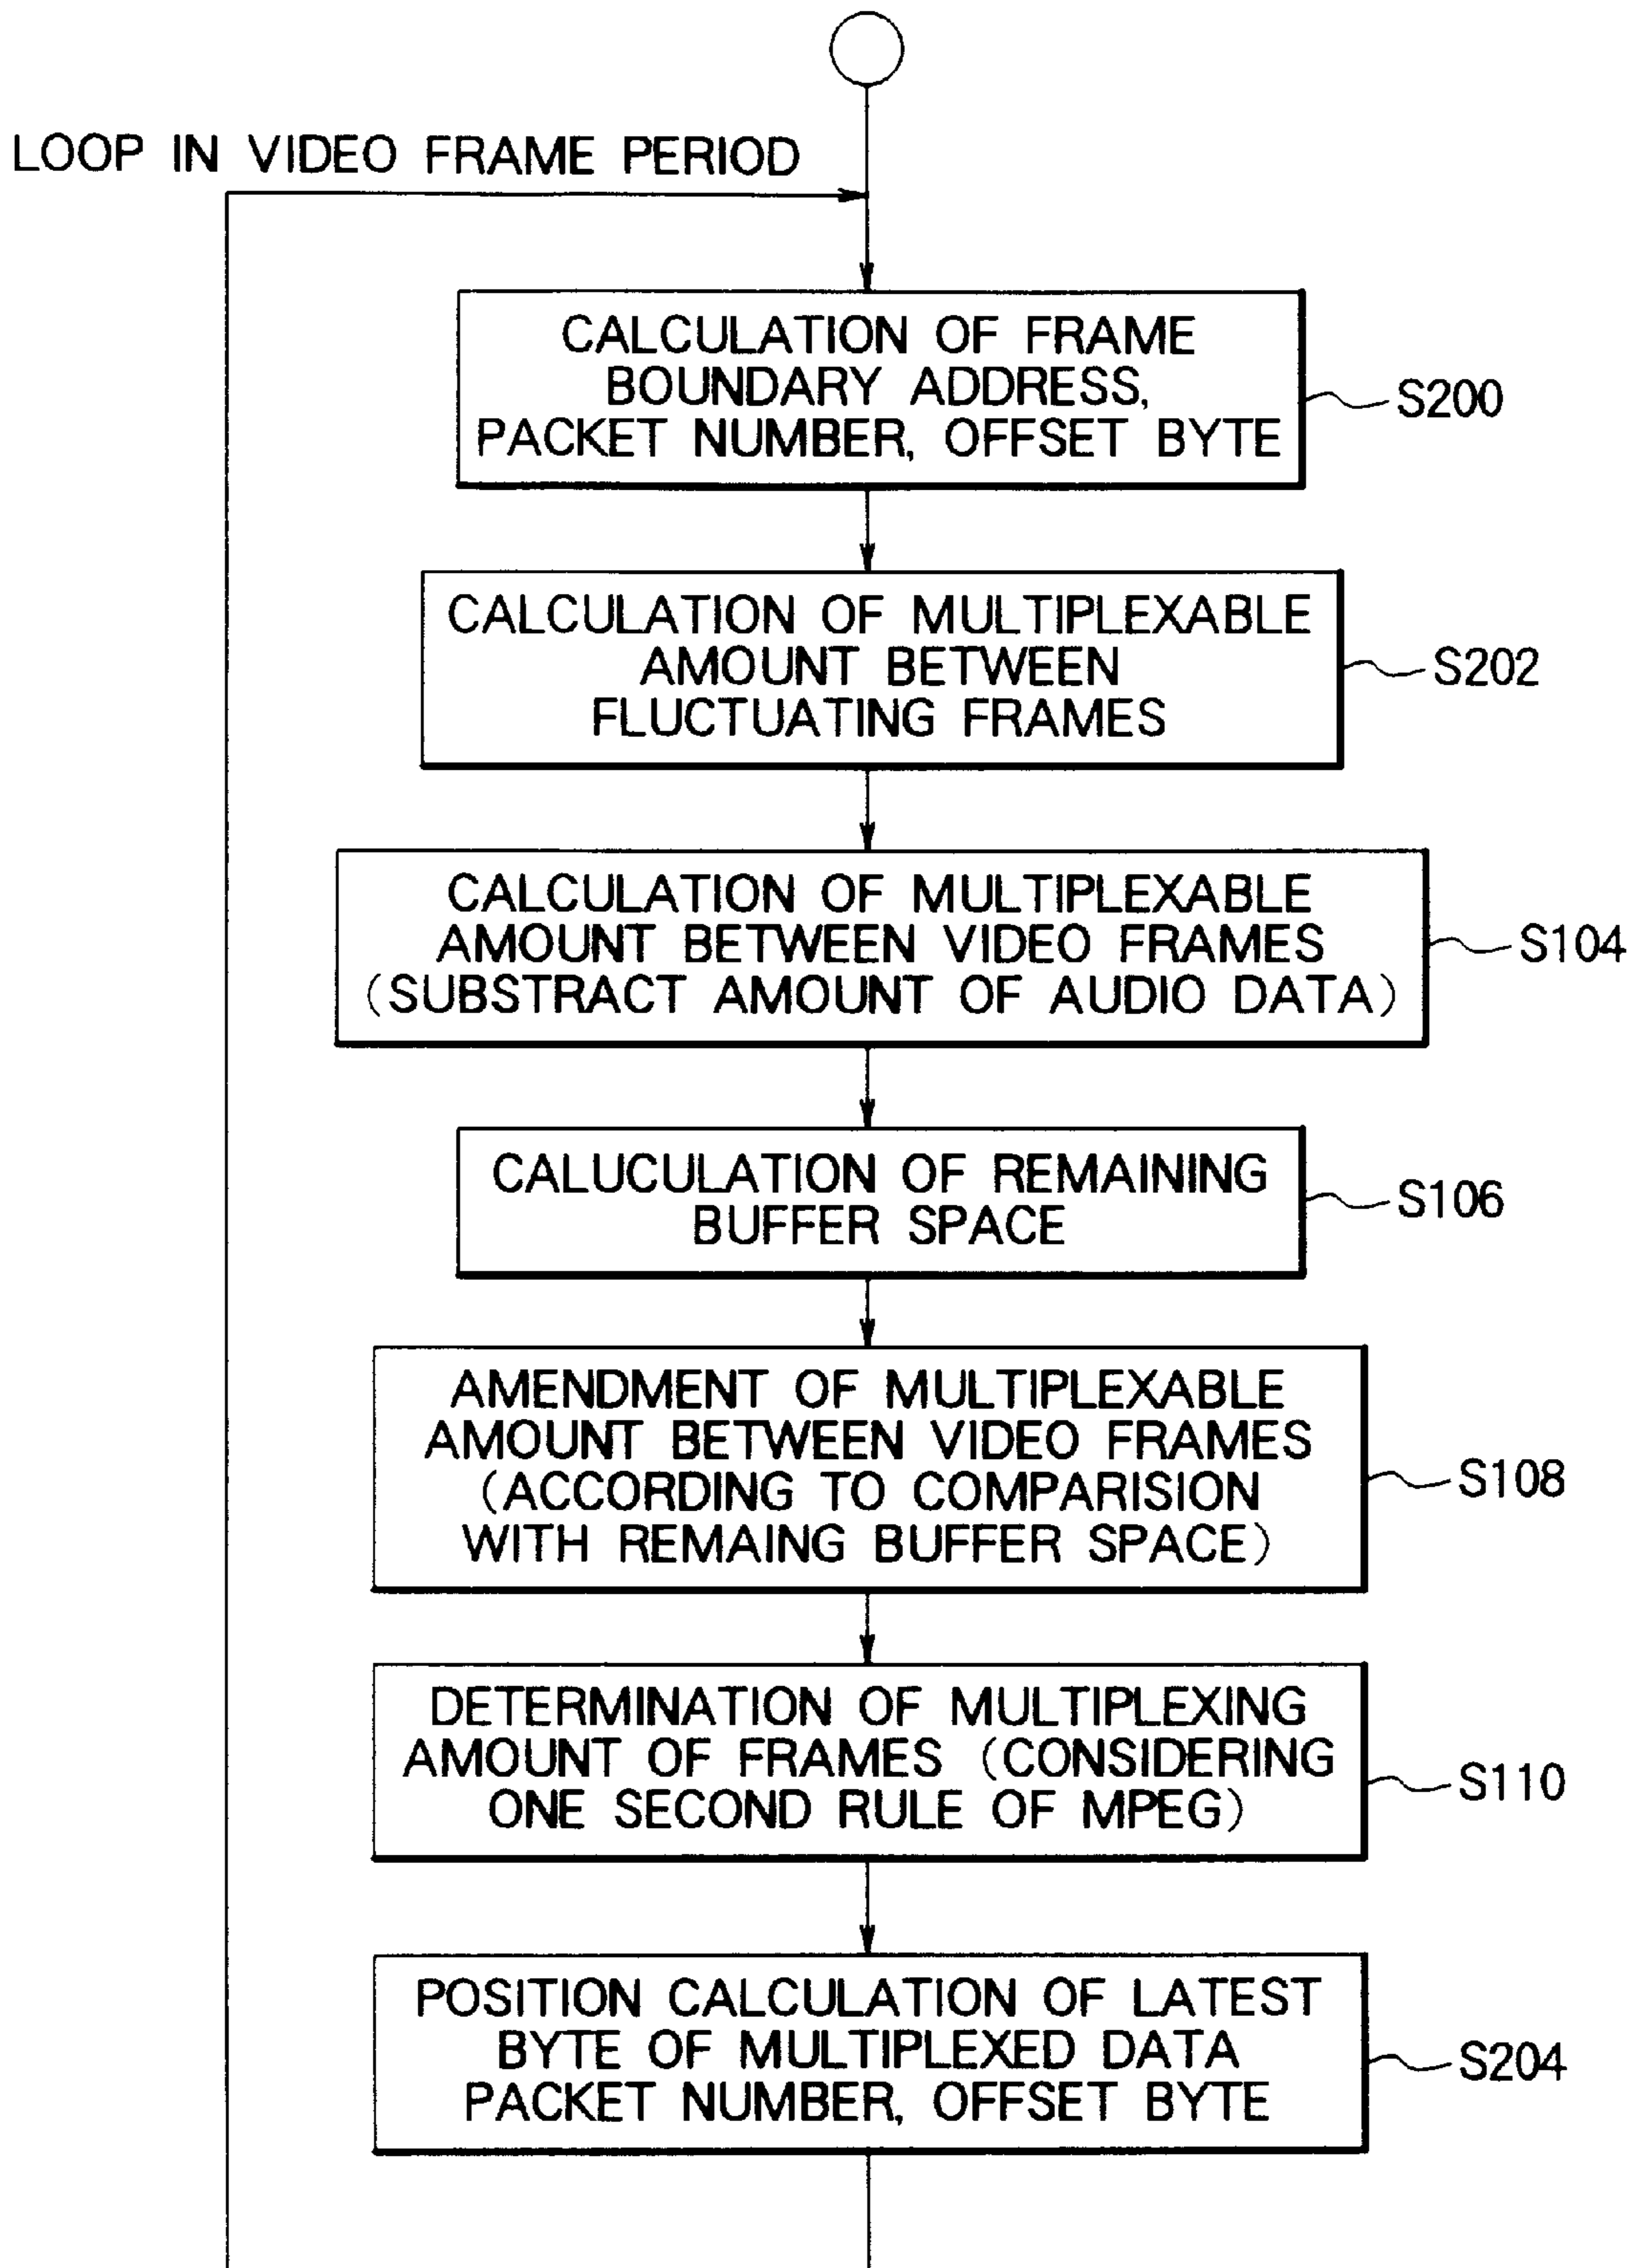 LOOP IN VIDEO FRAME PERIOD
CALCULATION OF FRAME
BOUNDARY ADDRESS,
PACKET NUMBER, OFFSET BYTE
S200
CALCULATION OF MULTIPLEXABLE
AMOUNT BETWEEN
FLUCTUATING FRAMES
S202
CALCULATION OF MULTIPLEXABLE
AMOUNT BETWEEN VIDEO FRAMES
(SUBSTRACT AMOUNT OF AUDIO DATA)
S104
CALUCULATION OF REMAINING
BUFFER SPACE
S106
AMENDMENT OF MULTIPLEXABLE
AMOUNT BETWEEN VIDEO FRAMES
(ACCORDING TO COMPARISION
WITH REMAING BUFFER SPACE)
S108
DETERMINATION OF MULTIPLEXING
AMOUNT OF FRAMES (CONSIDERING
ONE SECOND RULE OF MPEG)
S110
POSITION CALCULATION OF LATEST
BYTE OF MULTIPLEXED DATA
PACKET NUMBER, OFFSET BYTE
S204